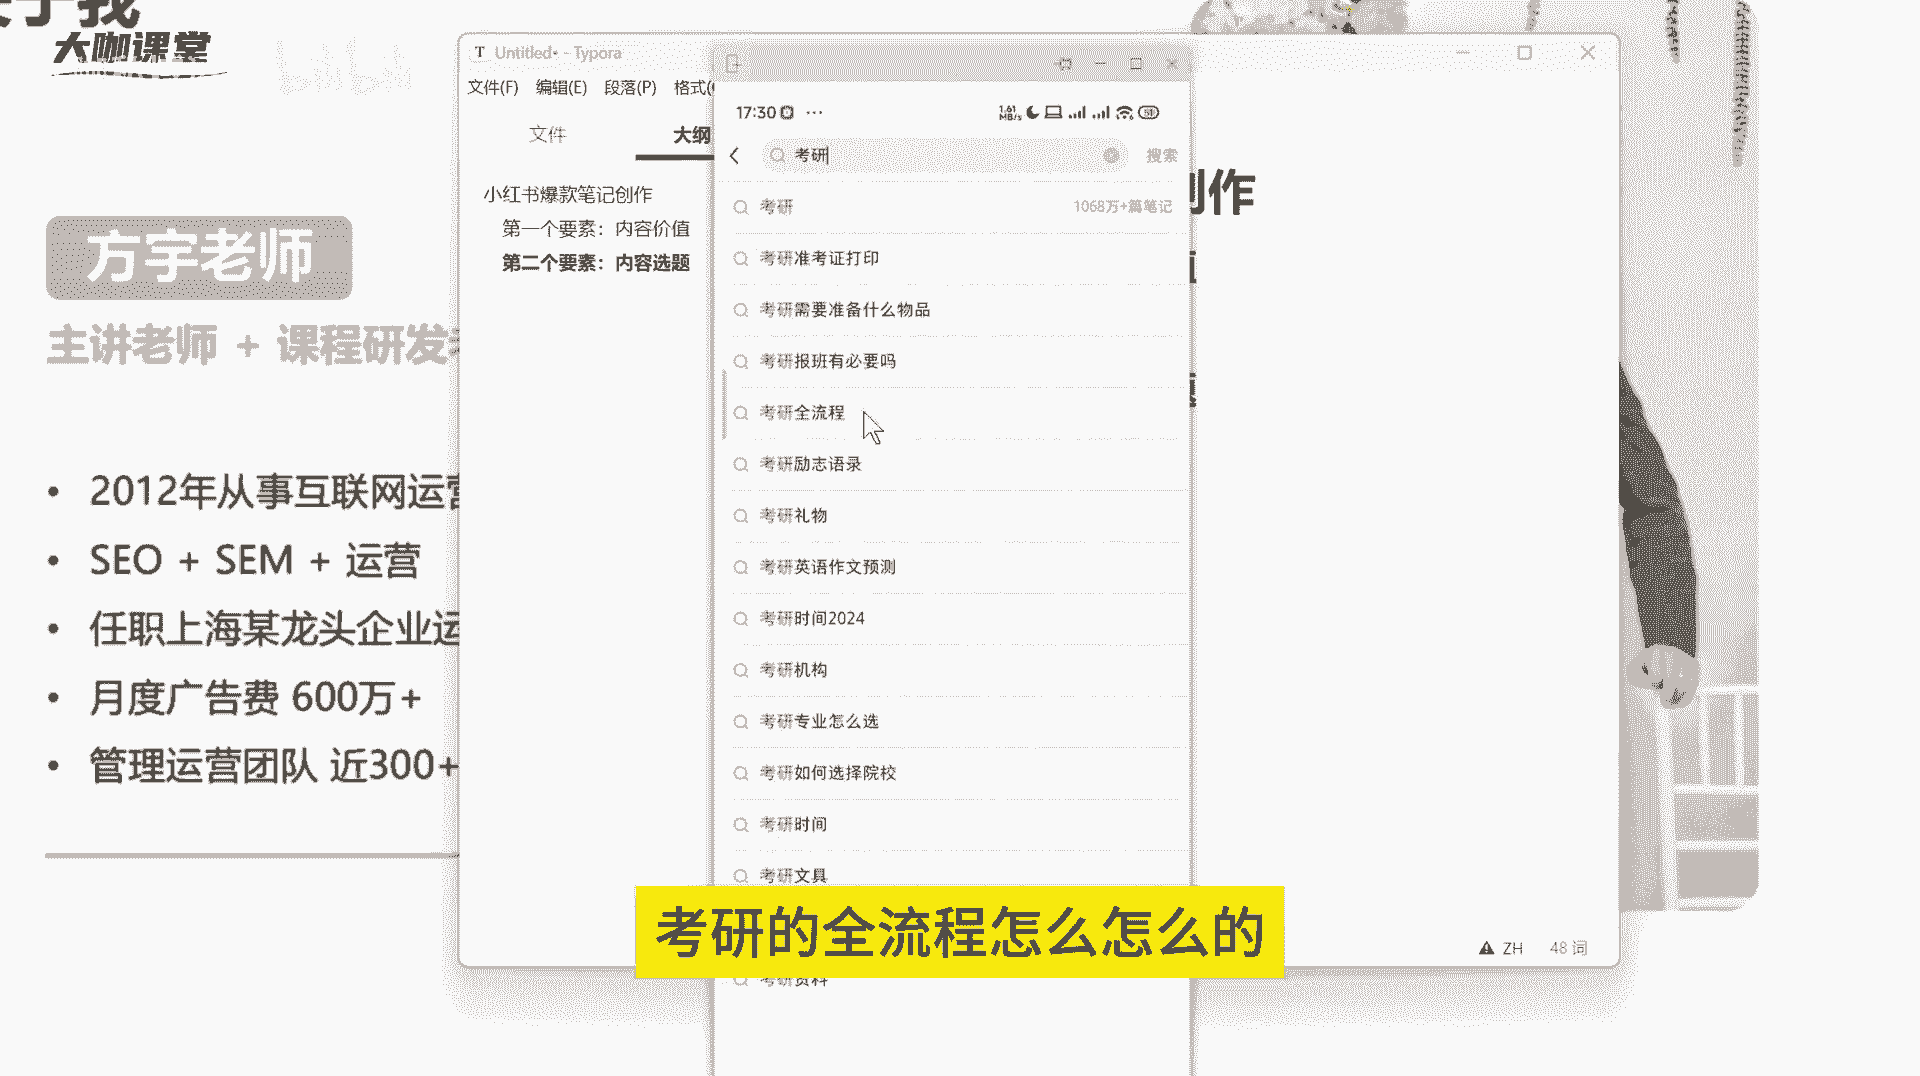 大咖课堂
bilibili
方宇老师
主讲老师 + 课程研发
• 2012年从事互联网运营
• SEO + SEM + 运营
• 任职上海某龙头企业运
• 月度广告费 600万+
• 管理运营团队 近300+
Untitled• - Typora
文件(F) 编辑(E) 段落(P) 格式(
文件 大纲
小红书爆款笔记创作
第一个要素：内容价值
第二个要素：内容选题
创作
17:30 ···
1.61 MB/s
考研 搜索
考研 1068万+篇笔记
考研准考证打印
考研需要准备什么物品
考研报班有必要吗
考研全流程
考研励志语录
考研礼物
考研英语作文预测
考研时间2024
考研机构
考研专业怎么选
考研如何选择院校
考研时间
考研文具
考研资料
考研的全流程怎么怎么的
ZH 48 词